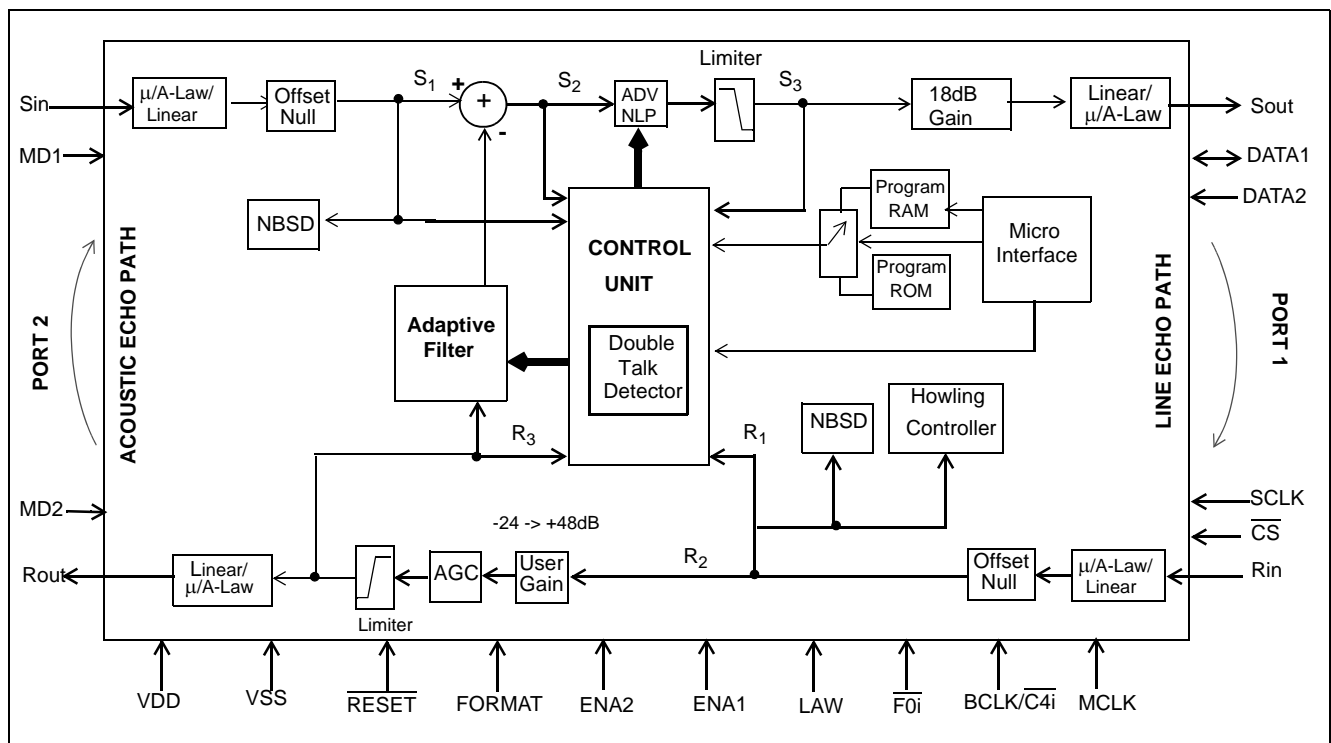 Limiter
Sin
μ/A-Law/
Linear
Offset
Null
S1
+
+
-
S2
ADV
NLP
S3
18dB
Gain
Linear/
μ/A-Law
Sout
MD1
DATA1
DATA2
NBSD
CONTROL
UNIT
Program
RAM
Program
ROM
Micro
Interface
PORT 2
ACOUSTIC ECHO PATH
Adaptive
Filter
Double
Talk
Detector
LINE ECHO PATH
PORT 1
R3
R1
NBSD
Howling
Controller
MD2
SCLK
CS
-24 -> +48dB
Rout
Linear/
μ/A-Law
Limiter
AGC
User
Gain
R2
Offset
Null
μ/A-Law/
Linear
Rin
VDD
VSS
RESET
FORMAT
ENA2
ENA1
LAW
F0i
BCLK/C4i
MCLK